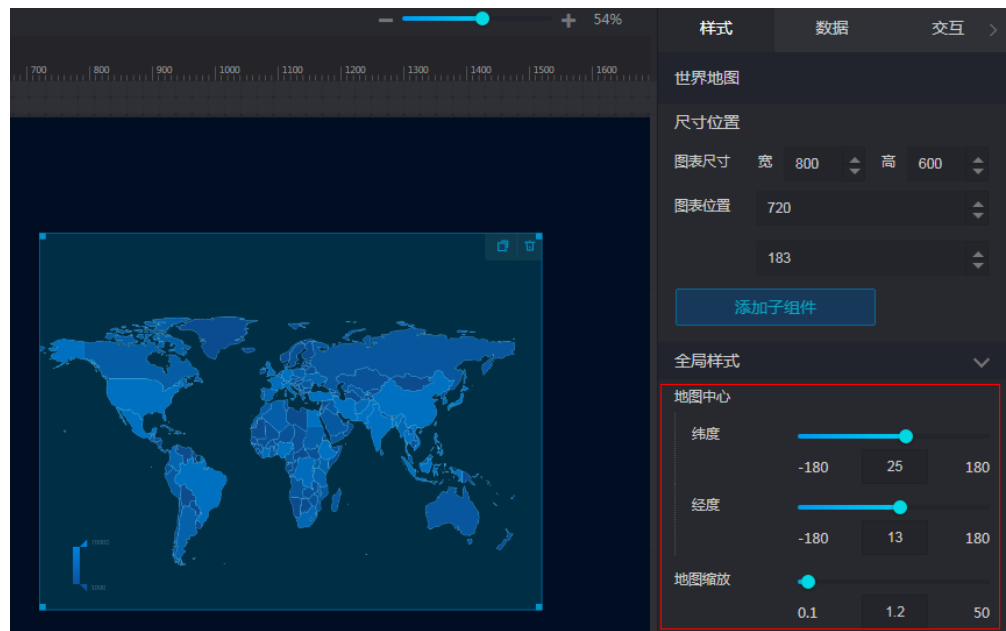 54%
样式 数据 交互
700 800 900 1000 1100 1200 1300 1400 1500 1600
世界地图
尺寸位置
图表尺寸 宽 800 高 600
图表位置 720
183
添加子组件
全局样式
地图中心
纬度
-180 25 180
经度
-180 13 180
地图缩放
0.1 1.2 50